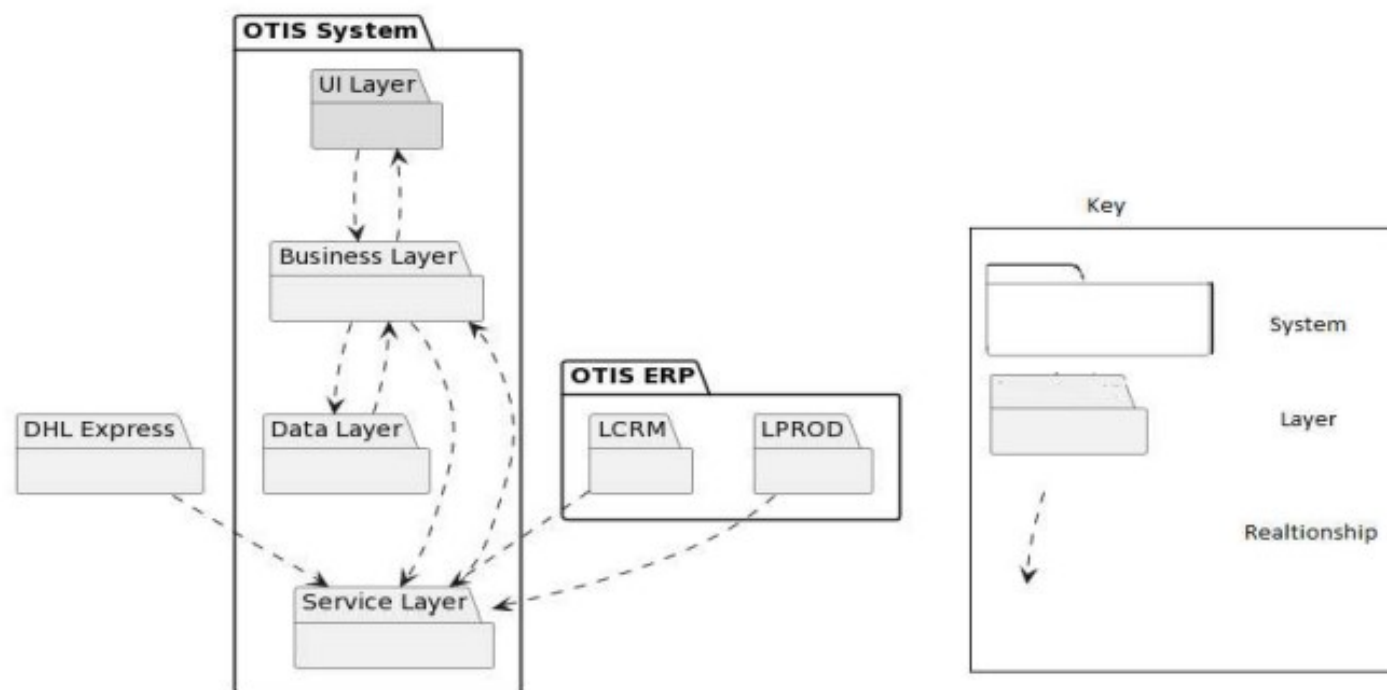 OTIS System
UI Layer
Business Layer
OTIS ERP
DHL Express
Data Layer
LCRM
LPROD
Service Layer
Key
System
Layer
Realtionship